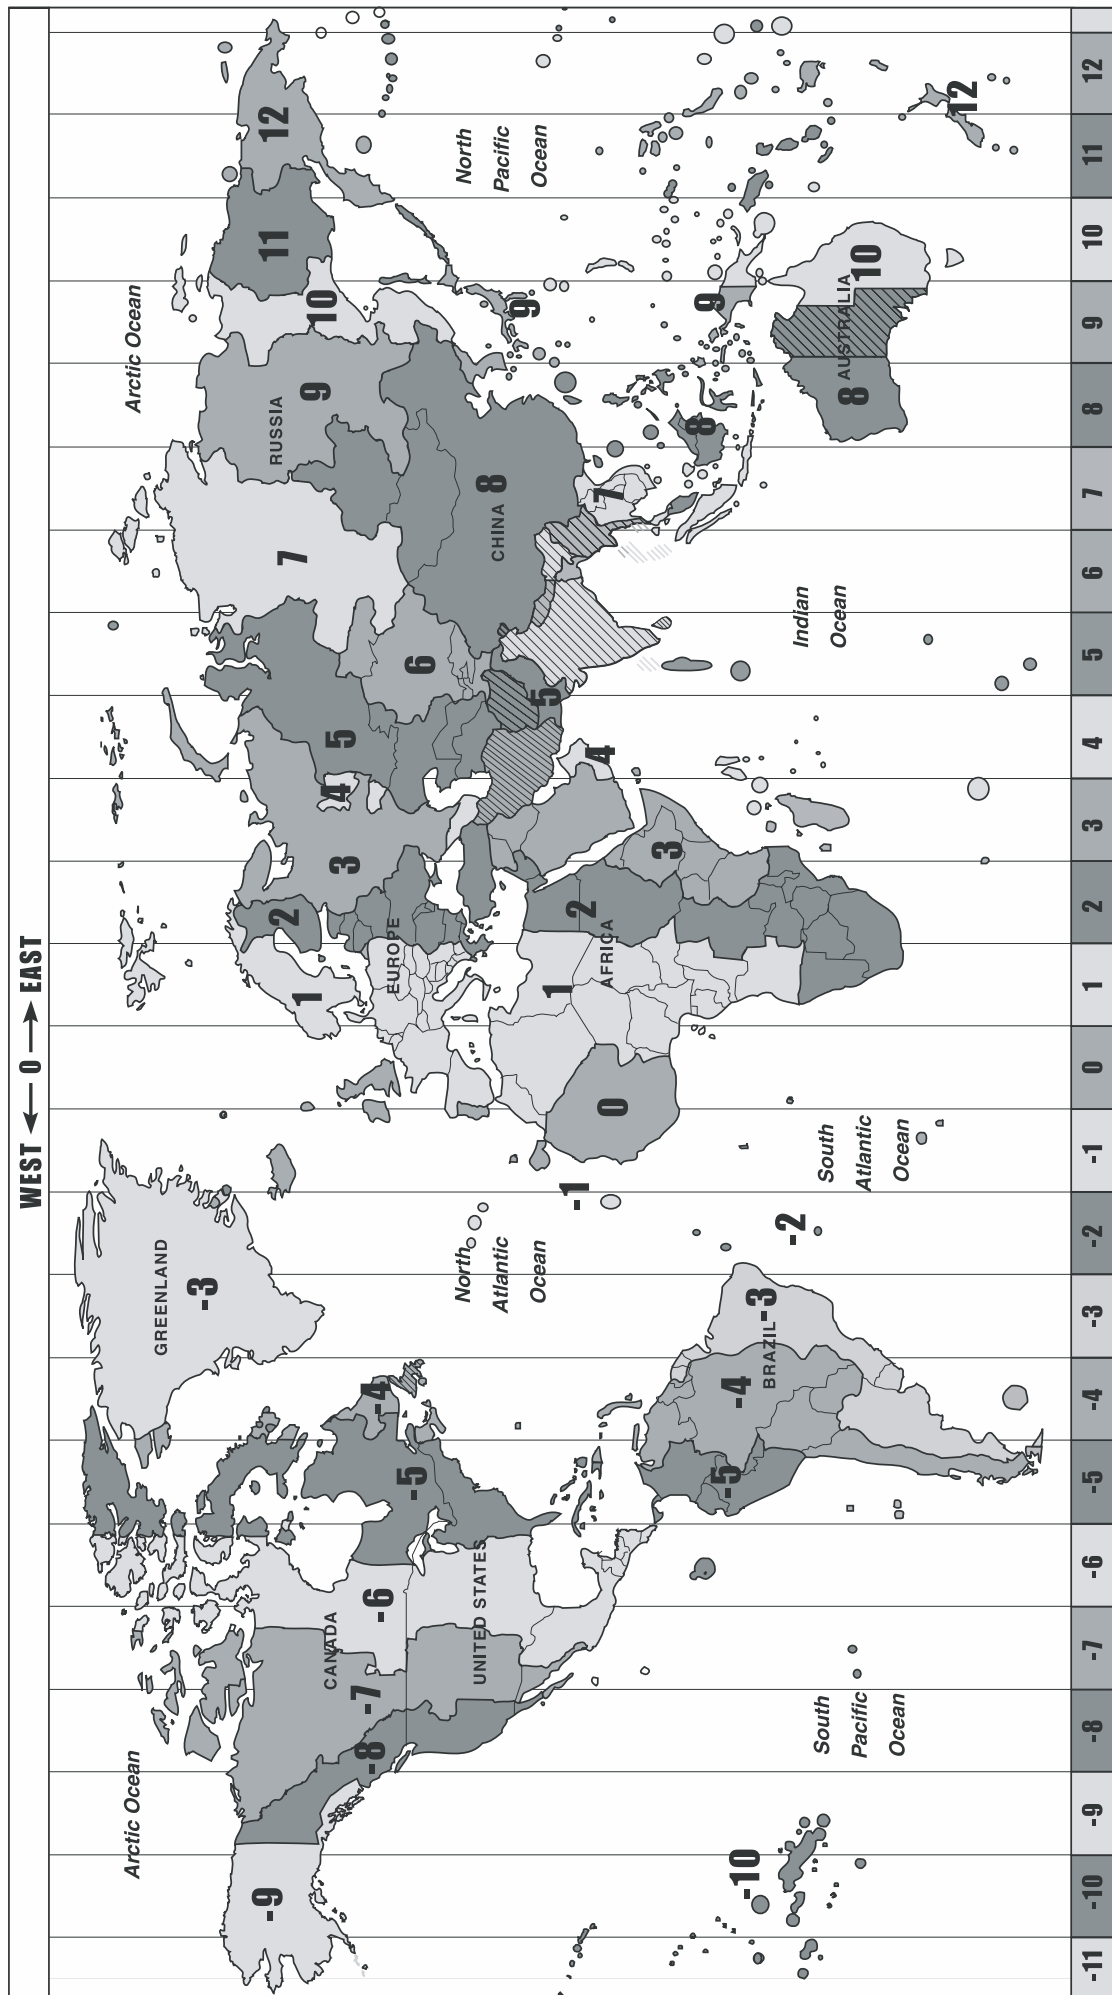 WEST ← 0 → EAST
Arctic Ocean
Arctic Ocean
GREENLAND
-3
-9
CANADA
-8
-7
-6
-5
-4
UNITED STATES
North
Atlantic
Ocean
-1
-2
-5
-4
BRAZIL
-3
-10
South
Pacific
Ocean
South
Atlantic
Ocean
EUROPE
1
2
3
4
5
6
7
RUSSIA
9
10
11
12
CHINA
8
AFRICA
0
1
2
3
4
5
7
8
9
9
North
Pacific
Ocean
Indian
Ocean
AUSTRALIA
8
10
12
-11 -10 -9 -8 -7 -6 -5 -4 -3 -2 -1 0 1 2 3 4 5 6 7 8 9 10 11 12